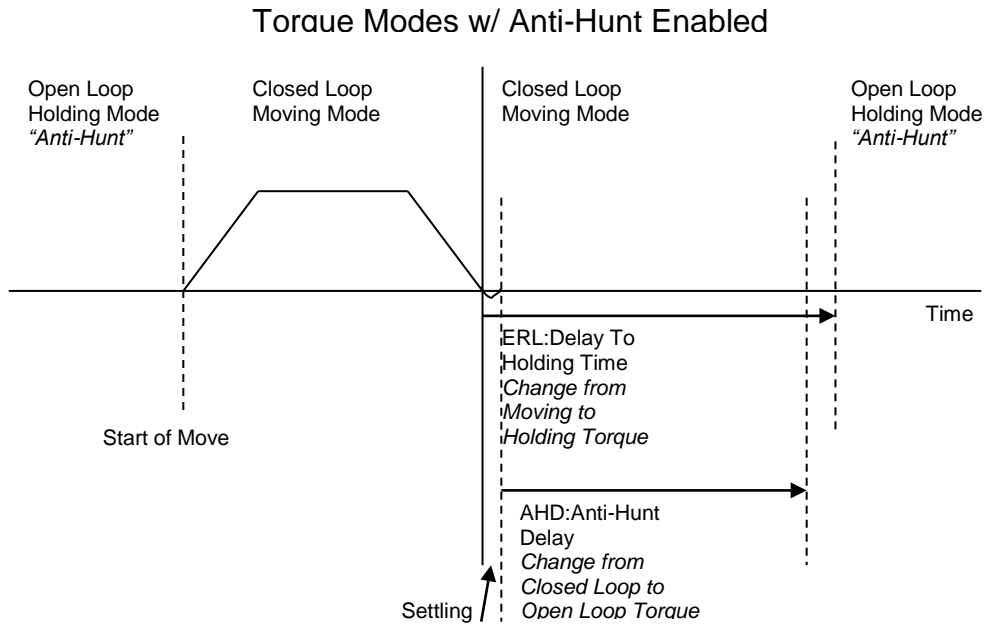 Torque Modes w/ Anti-Hunt Enabled
Open Loop
Holding Mode
“Anti-Hunt”
Closed Loop
Moving Mode
Closed Loop
Moving Mode
Open Loop
Holding Mode
“Anti-Hunt”
Time
ERL:Delay To
Holding Time
Change from
Moving to
Holding Torque
Start of Move
AHD:Anti-Hunt
Delay
Change from
Closed Loop to
Open Loop Torque
Settling